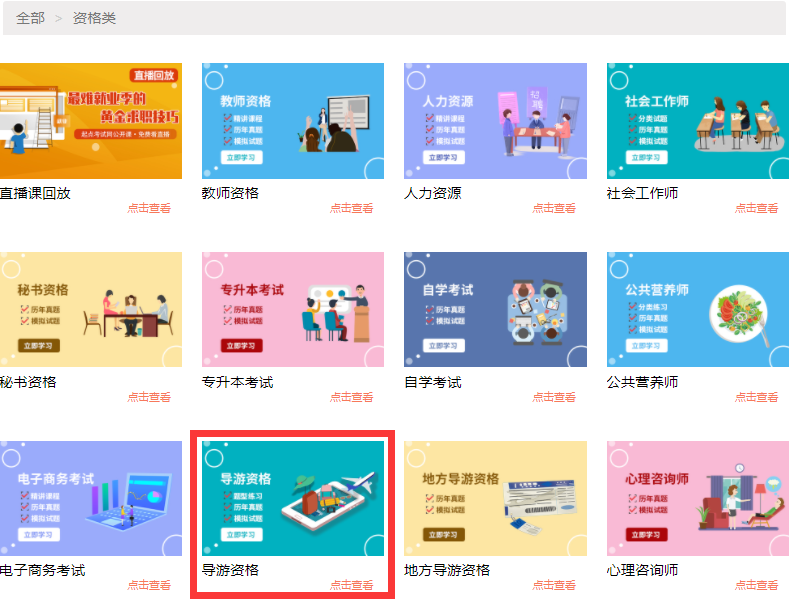 全部 > 资格类
直播回放
最难就业季的
黄金求职技巧
起点考试网公开课·免费看直播
直播课回放
点击查看
教师资格
精讲课程
历年真题
模拟试题
立即学习
教师资格
点击查看
人力资源
精讲课程
历年真题
模拟试题
立即学习
招
融
人力资源
点击查看
社会工作师
分类试题
历年真题
模拟试题
立即学习
社会工作师
点击查看
秘书资格
历年真题
模拟试题
立即学习
秘书资格
点击查看
专升本考试
历年真题
模拟试题
立即学习
专升本考试
点击查看
自学考试
历年真题
模拟试题
立即学习
自学考试
点击查看
公共营养师
分类练习
历年真题
模拟试题
立即学习
公共营养师
点击查看
电子商务考试
精讲课程
历年真题
模拟试题
立即学习
电子商务考试
点击查看
导游资格
题型练习
历年真题
模拟试题
立即学习
导游资格
点击查看
地方导游资格
历年真题
模拟试题
立即学习
地方导游资格
点击查看
心理咨询师
历年真题
模拟试题
立即学习
心理咨询师
点击查看